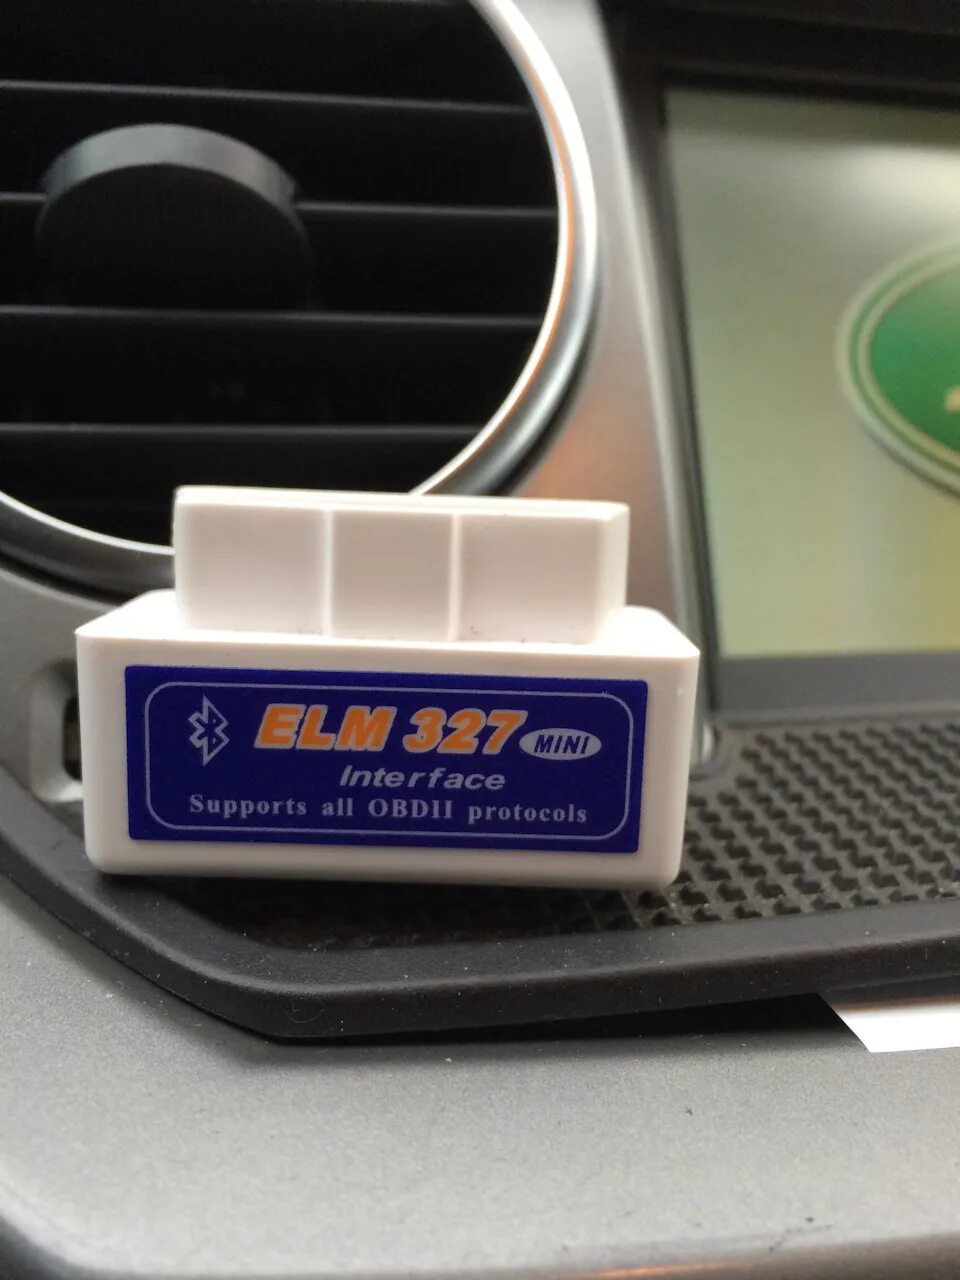 ELM 327 MINI
Interface
Supports all OBDII protocols